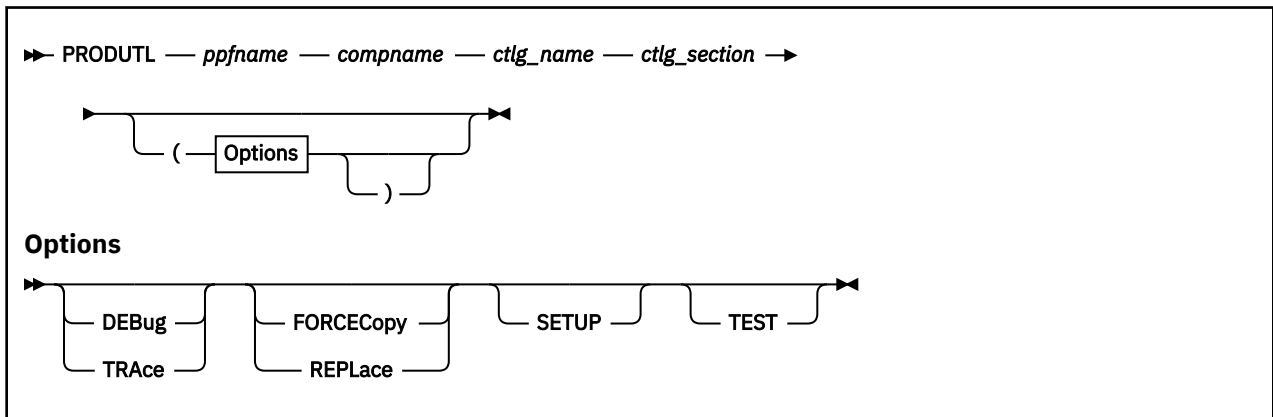 PRODUTL ppfname compname ctlg_name ctlg_section
( Options
)
Options
DEBug FORCECopy SETUP TEST
TRAce REPLace